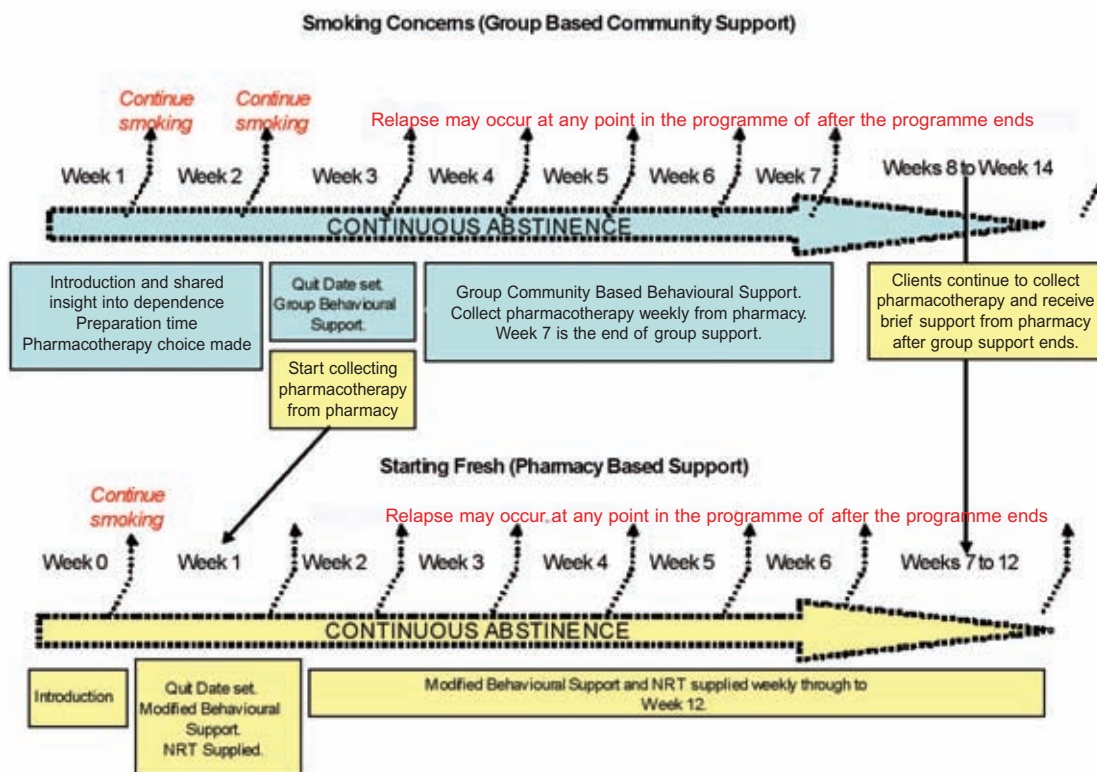 Smoking Concerns (Group Based Community Support)
Continue
smoking
Continue
smoking
Relapse may occur at any point in the programme of after the programme ends
Week 1
Week 2
Week 3
Week 4
Week 5
Week 6
Week 7
Weeks 8 to Week 14
CONTINUOUS ABSTINENCE
Introduction and shared
insight into dependence
Preparation time
Pharmacotherapy choice made
Quit Date set.
Group Behavioural
Support.
Group Community Based Behavioural Support.
Collect pharmacotherapy weekly from pharmacy.
Week 7 is the end of group support.
Clients continue to collect
pharmacotherapy and receive
brief support from pharmacy
after group support ends.
Start collecting
pharmacotherapy
from pharmacy
Starting Fresh (Pharmacy Based Support)
Continue
smoking
Relapse may occur at any point in the programme of after the programme ends
Week 0
Week 1
Week 2
Week 3
Week 4
Week 5
Week 6
Weeks 7 to 12
CONTINUOUS ABSTINENCE
Introduction
Quit Date set.
Modified Behavioural
Support.
NRT Supplied.
Modified Behavioural Support and NRT supplied weekly through to
Week 12.